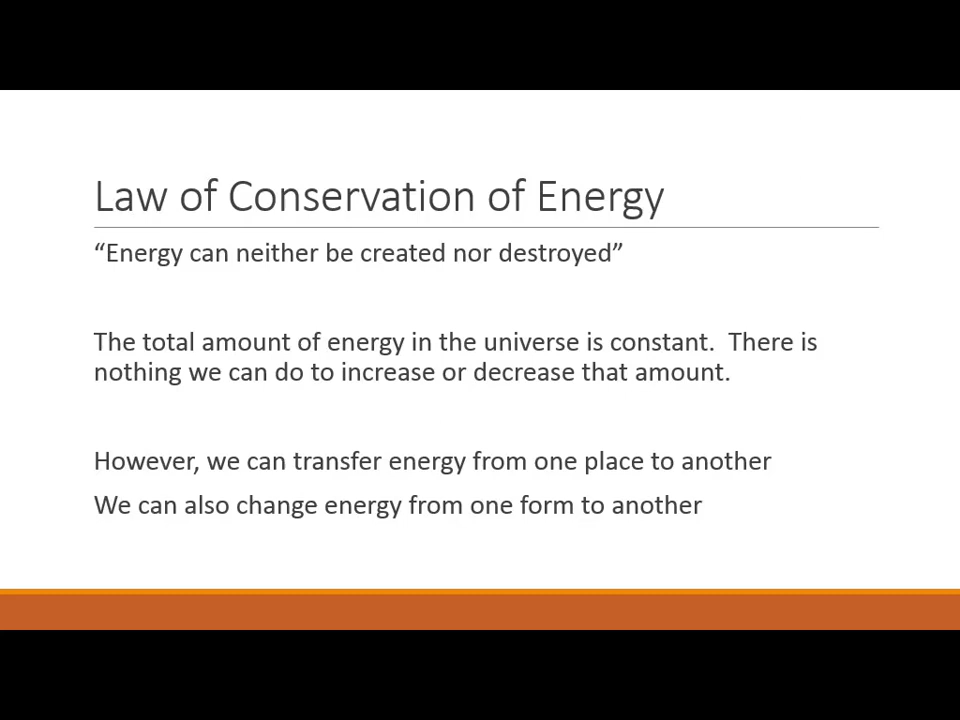 Law of Conservation of Energy
“Energy can neither be created nor destroyed”
The total amount of energy in the universe is constant.  There is
nothing we can do to increase or decrease that amount.
However, we can transfer energy from one place to another
We can also change energy from one form to another